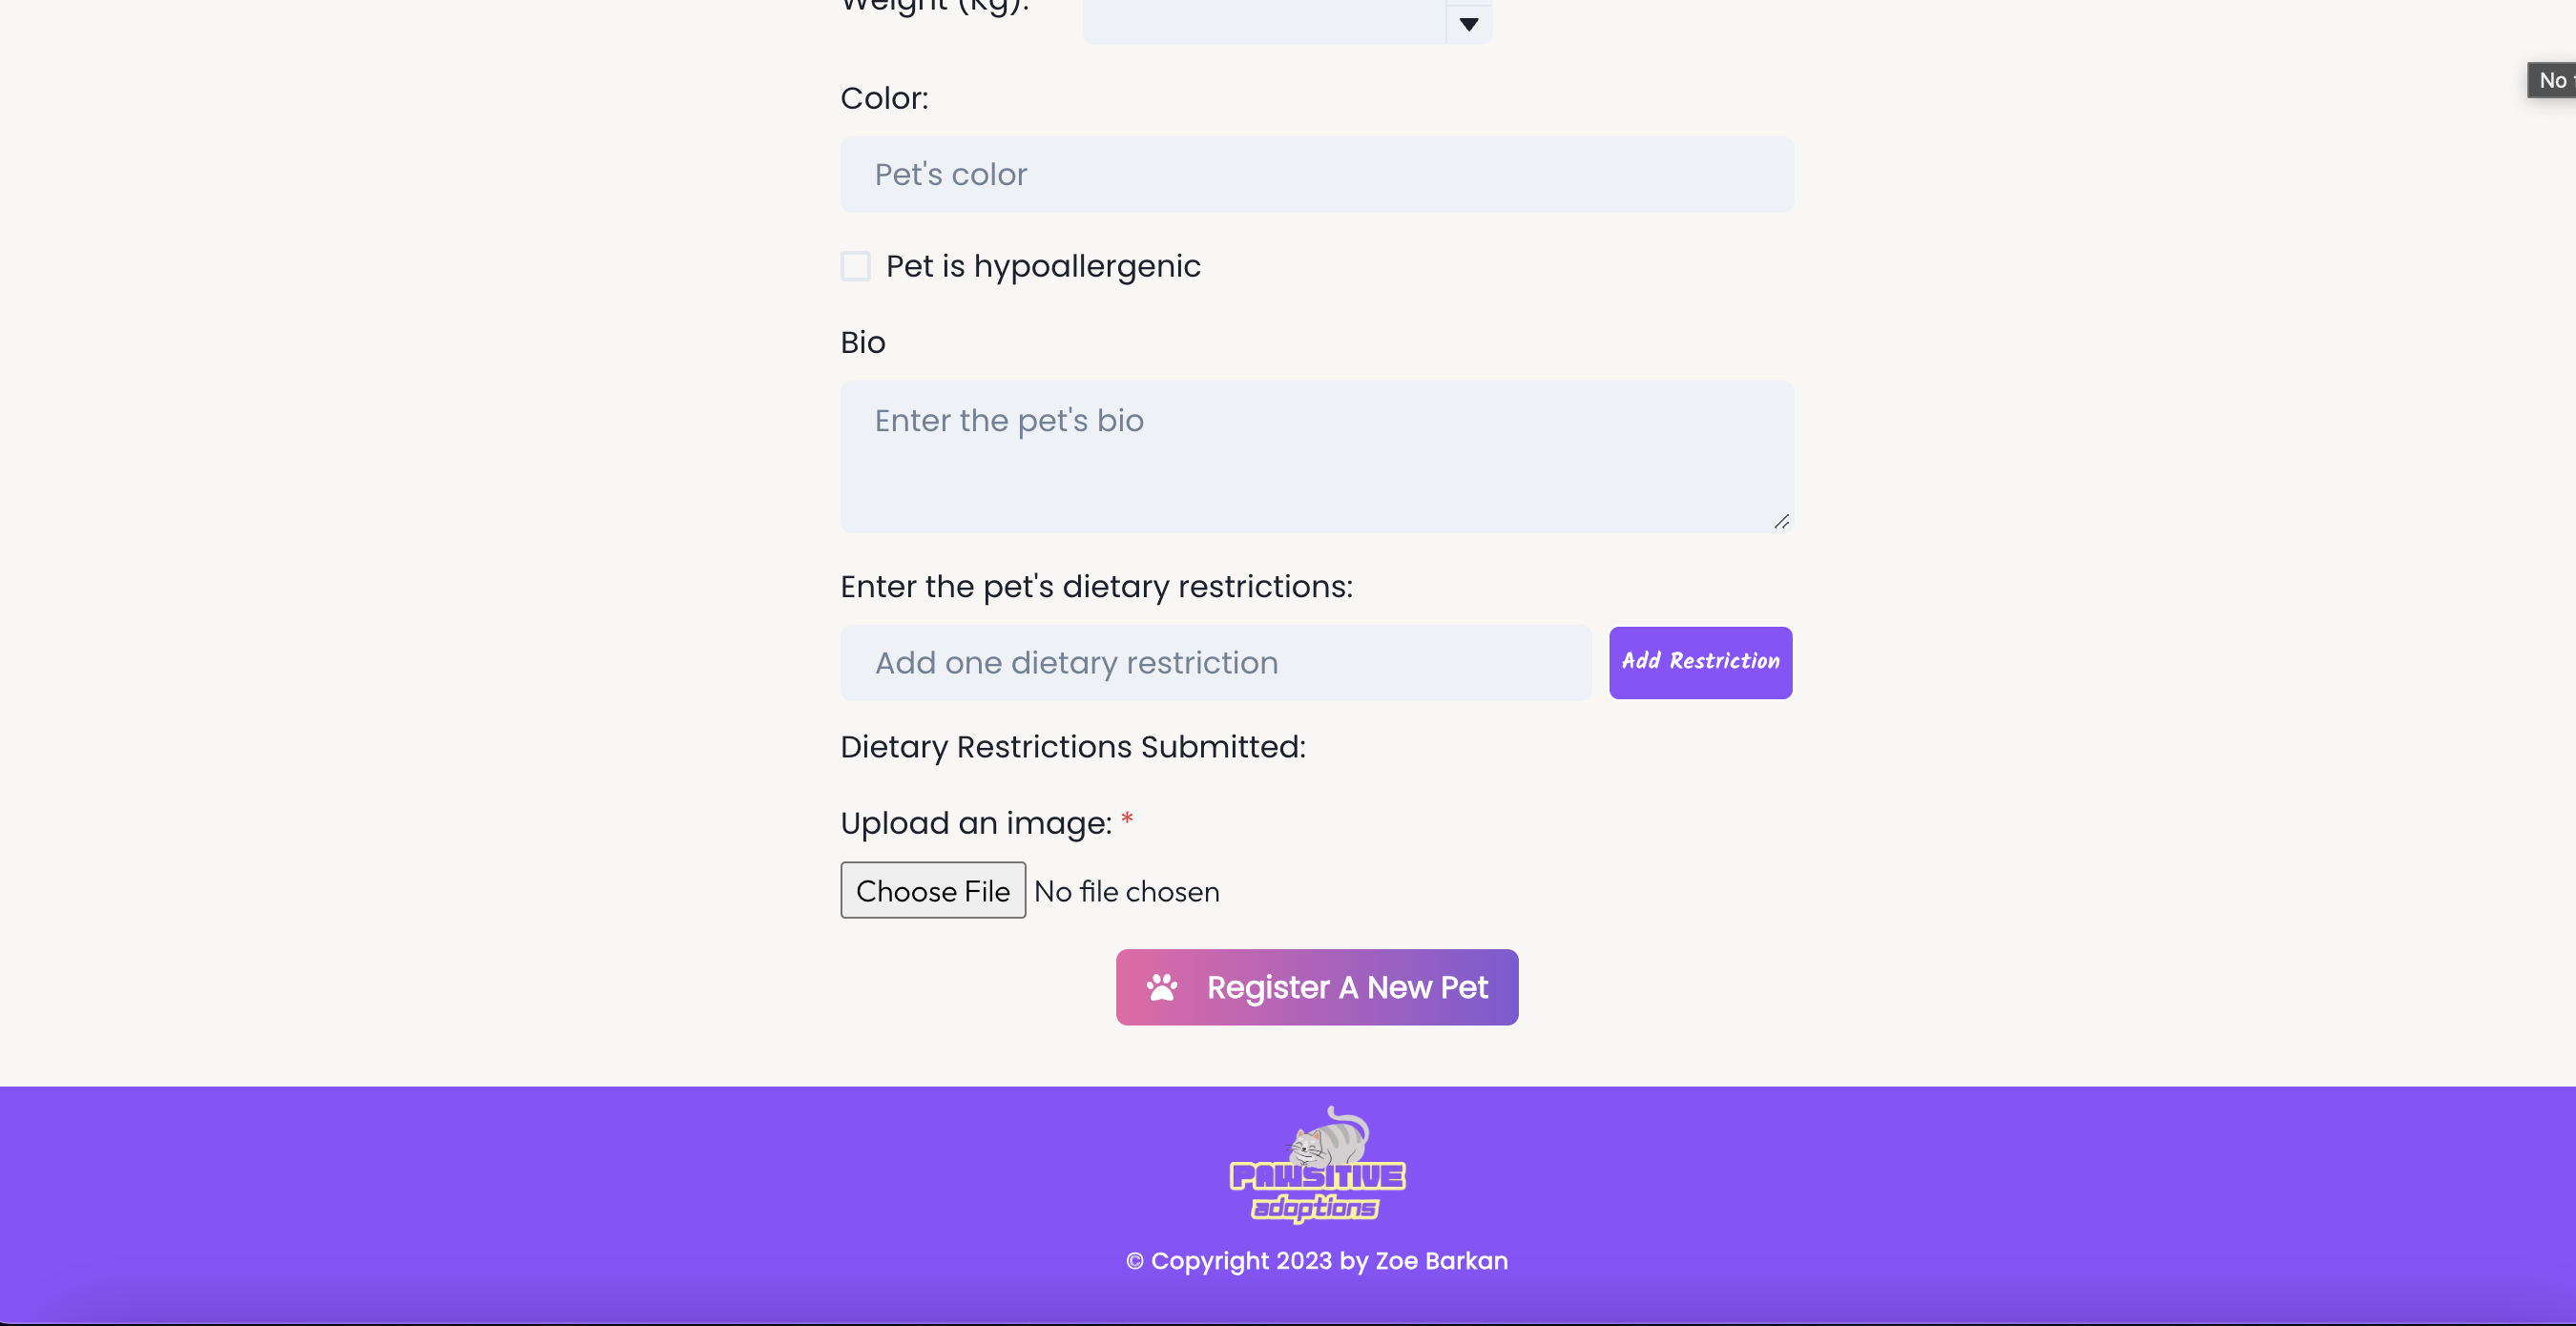 Weight (Kg):
No
Color:
Pet's color
Pet is hypoallergenic
Bio
Enter the pet's bio
Enter the pet's dietary restrictions:
Add one dietary restriction
Add Restriction
Dietary Restrictions Submitted:
Upload an image: *
Choose File No file chosen
Register A New Pet
PAWSITIVE
adoptions
© Copyright 2023 by Zoe Barkan